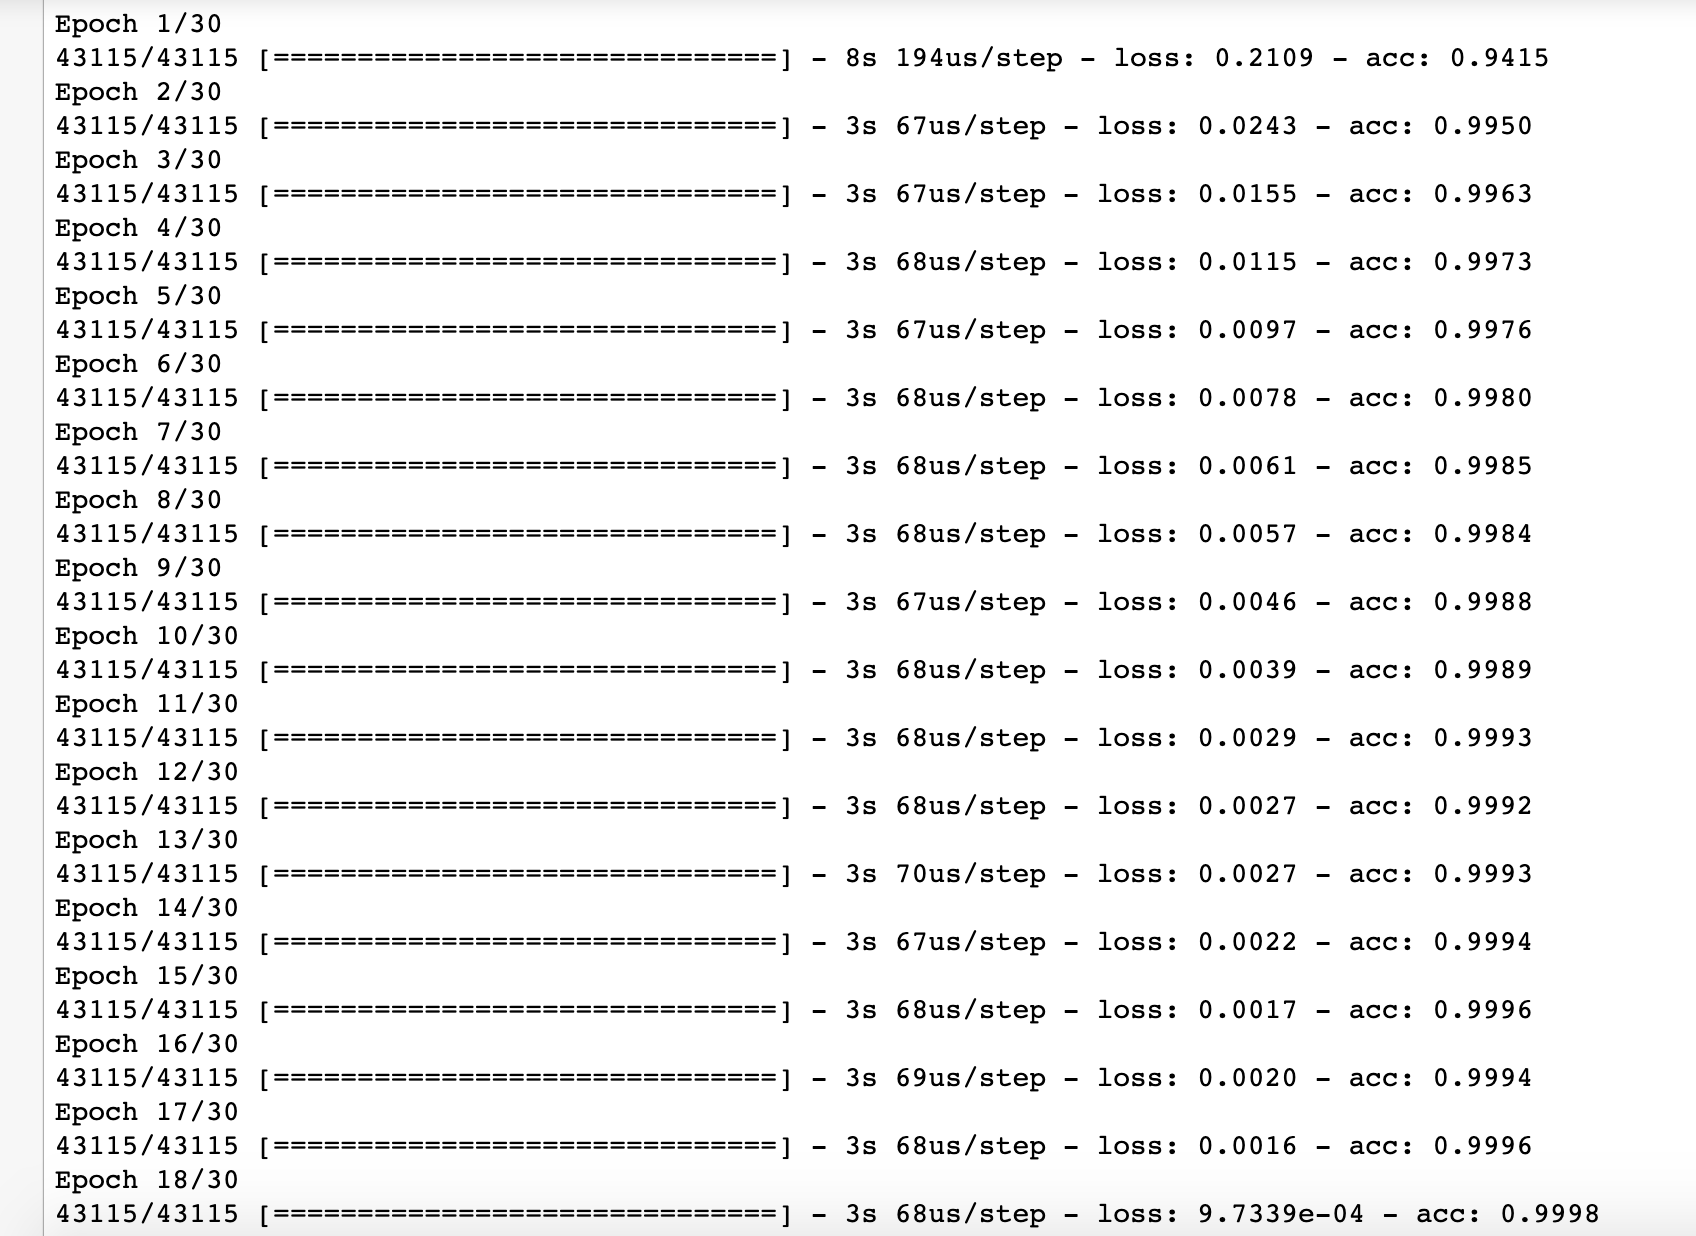 Epoch 1/30
43115/43115 [==============================] - 8s 194us/step - loss: 0.2109 - acc: 0.9415
Epoch 2/30
43115/43115 [==============================] - 3s 67us/step - loss: 0.0243 - acc: 0.9950
Epoch 3/30
43115/43115 [==============================] - 3s 67us/step - loss: 0.0155 - acc: 0.9963
Epoch 4/30
43115/43115 [==============================] - 3s 68us/step - loss: 0.0115 - acc: 0.9973
Epoch 5/30
43115/43115 [==============================] - 3s 67us/step - loss: 0.0097 - acc: 0.9976
Epoch 6/30
43115/43115 [==============================] - 3s 68us/step - loss: 0.0078 - acc: 0.9980
Epoch 7/30
43115/43115 [==============================] - 3s 68us/step - loss: 0.0061 - acc: 0.9985
Epoch 8/30
43115/43115 [==============================] - 3s 68us/step - loss: 0.0057 - acc: 0.9984
Epoch 9/30
43115/43115 [==============================] - 3s 67us/step - loss: 0.0046 - acc: 0.9988
Epoch 10/30
43115/43115 [==============================] - 3s 68us/step - loss: 0.0039 - acc: 0.9989
Epoch 11/30
43115/43115 [==============================] - 3s 68us/step - loss: 0.0029 - acc: 0.9993
Epoch 12/30
43115/43115 [==============================] - 3s 68us/step - loss: 0.0027 - acc: 0.9992
Epoch 13/30
43115/43115 [==============================] - 3s 70us/step - loss: 0.0027 - acc: 0.9993
Epoch 14/30
43115/43115 [==============================] - 3s 67us/step - loss: 0.0022 - acc: 0.9994
Epoch 15/30
43115/43115 [==============================] - 3s 68us/step - loss: 0.0017 - acc: 0.9996
Epoch 16/30
43115/43115 [==============================] - 3s 69us/step - loss: 0.0020 - acc: 0.9994
Epoch 17/30
43115/43115 [==============================] - 3s 68us/step - loss: 0.0016 - acc: 0.9996
Epoch 18/30
43115/43115 [==============================] - 3s 68us/step - loss: 9.7339e-04 - acc: 0.9998